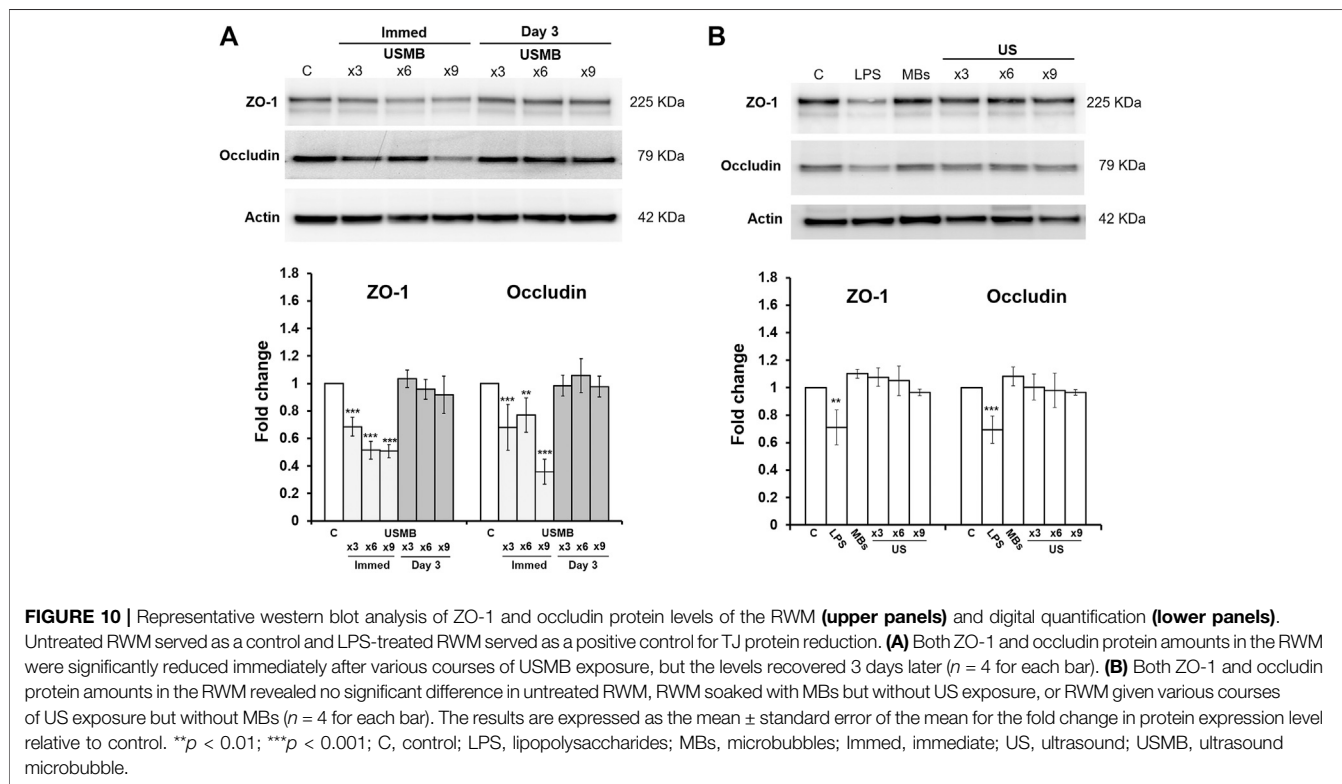 A
Immed Day 3
USMB USMB
C x3 x6 x9 x3 x6 x9
ZO-1 225 KDa
Occludin 79 KDa
Actin 42 KDa
1.8
1.6
1.4
1.2
1
0.8
0.6
0.4
0.2
0
Fold change
ZO-1 Occludin
*** *** *** *** ** ***
C USMB C USMB
x3 x6 x9 x3 x6 x9 x3 x6 x9 x3 x6 x9
Immed Day 3 Immed Day 3
B
US
C LPS MBs x3 x6 x9
ZO-1 225 KDa
Occludin 79 KDa
Actin 42 KDa
1.8
1.6
1.4
1.2
1
0.8
0.6
0.4
0.2
0
Fold change
ZO-1 Occludin
** ***
C LPS MBs x3 x6 x9 C LPS MBs x3 x6 x9
US US
FIGURE 10 | Representative western blot analysis of ZO-1 and occludin protein levels of the RWM (upper panels) and digital quantification (lower panels).
Untreated RWM served as a control and LPS-treated RWM served as a positive control for TJ protein reduction. (A) Both ZO-1 and occludin protein amounts in the RWM
were significantly reduced immediately after various courses of USMB exposure, but the levels recovered 3 days later (n = 4 for each bar). (B) Both ZO-1 and occludin
protein amounts in the RWM revealed no significant difference in untreated RWM, RWM soaked with MBs but without US exposure, or RWM given various courses
of US exposure but without MBs (n = 4 for each bar). The results are expressed as the mean ± standard error of the mean for the fold change in protein expression level
relative to control. **p < 0.01; ***p < 0.001; C, control; LPS, lipopolysaccharides; MBs, microbubbles; Immed, immediate; US, ultrasound; USMB, ultrasound
microbubble.